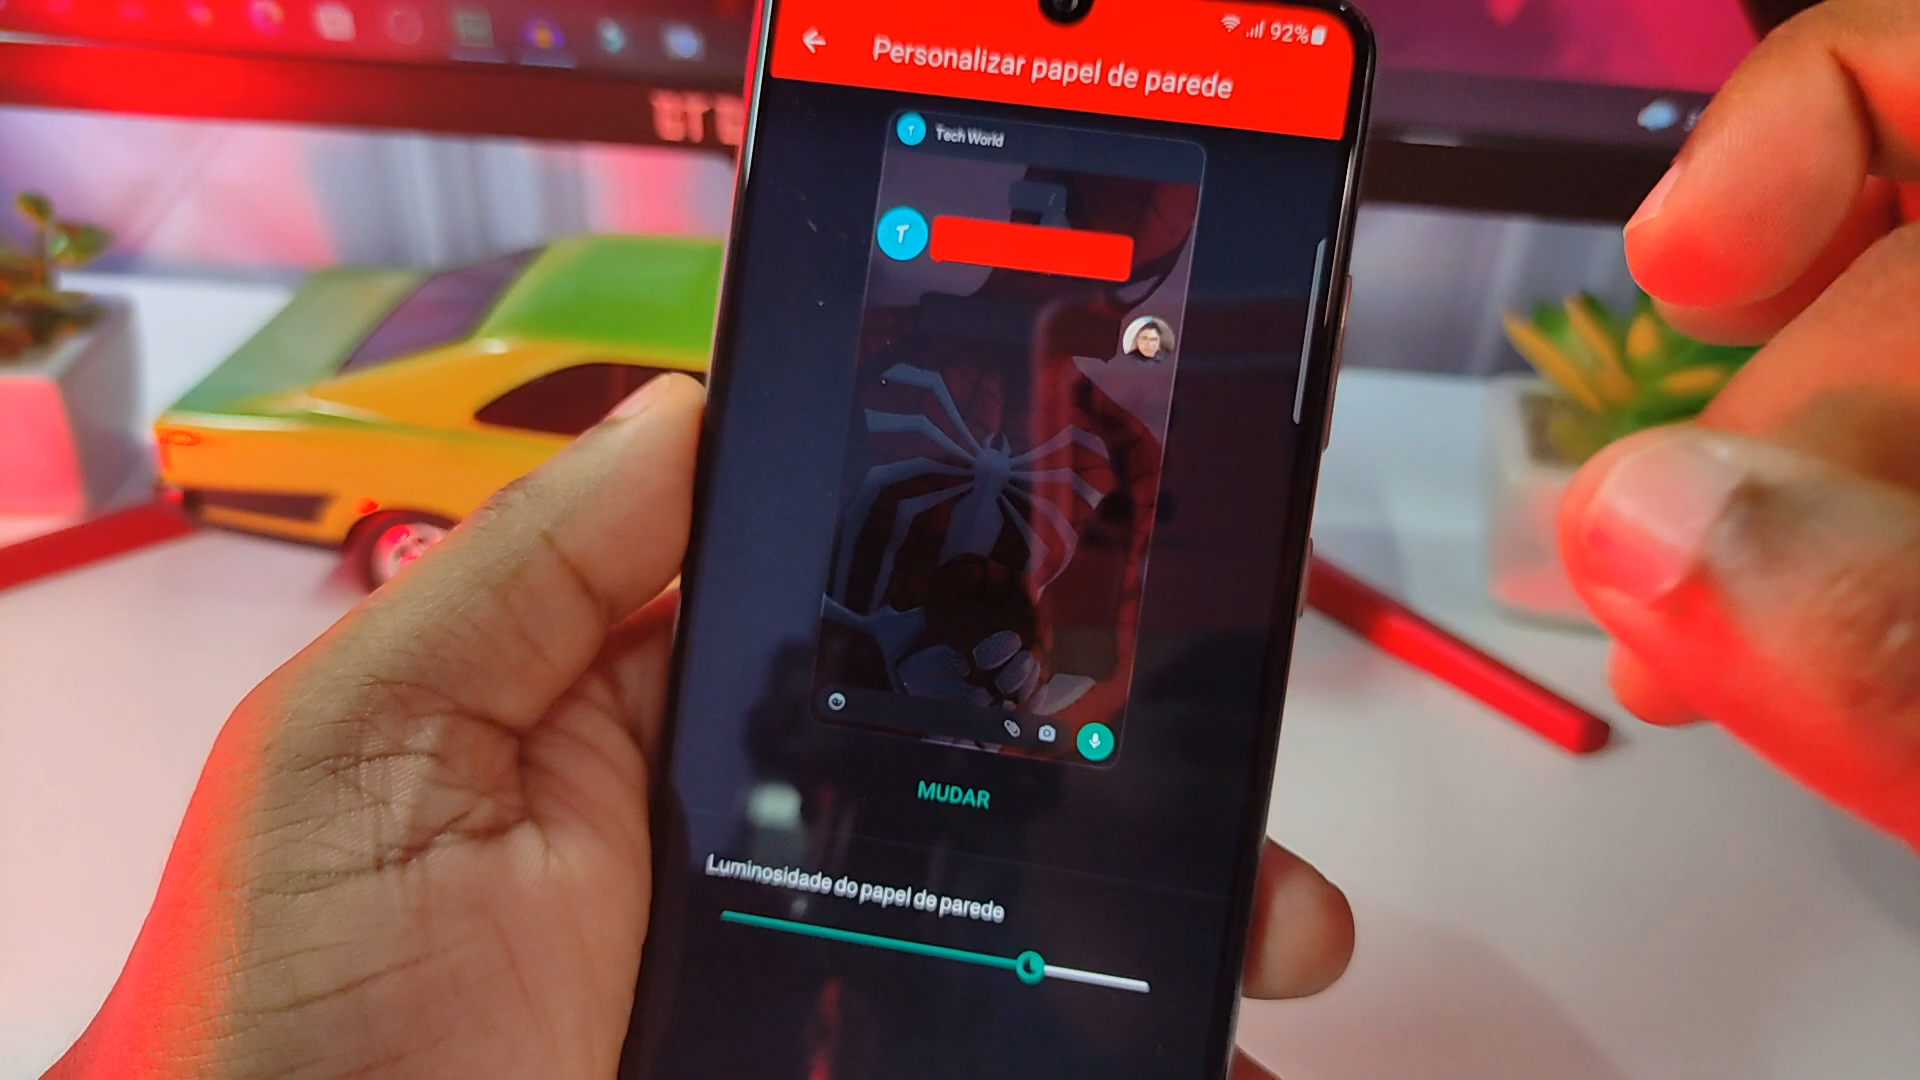 92%
Personalizar papel de parede
T
Tech World
T
MUDAR
Luminosidade do papel de parede